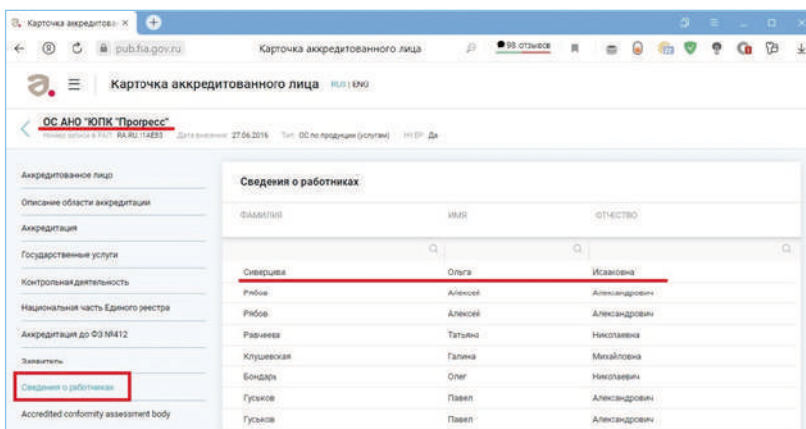 Карточка аккредитова
pub.fia.gov.ru Карточка аккредитованного лица 98 отзывов
a. Карточка аккредитованного лица RUS | ENG
ОС АНО "ЮПК "Прогресс"
Номер записи в РАЛ: RA.RU.11АЕ83 Дата внесения: 27.06.2016 Тип: ОС по продукции (услугам) НЧ ЕР: Да
Аккредитованное лицо
Описание области аккредитации
Аккредитация
Государственные услуги
Контрольная деятельность
Национальная часть Единого реестра
Аккредитация до ФЗ №412
Заявитель
Сведения о работниках
Accredited conformity assessment body
Сведения о работниках
ФАМИЛИЯ ИМЯ ОТЧЕСТВО
Сиверцева Ольга Исааковна
Рябов Алексей Александрович
Рябов Алексей Александрович
Татьяна Николаевна
Клушевская Галина Михайловна
Бондарь Олег Николаевич
Гуськов Павел Александрович
Гуськов Павел Александрович